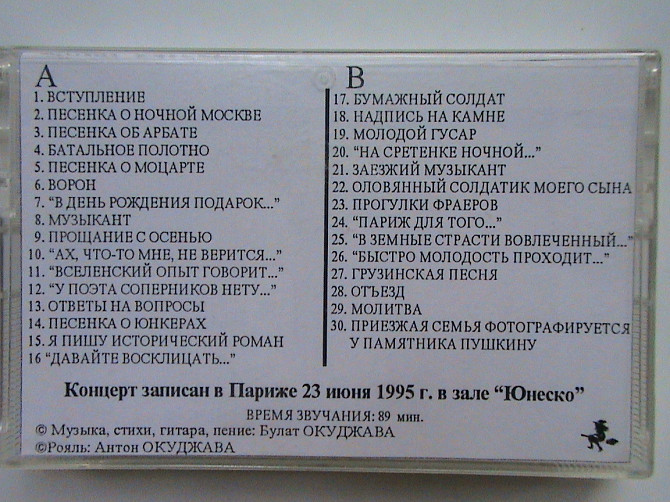 A
1. ВСТУПЛЕНИЕ
2. ПЕСЕНКА О НОЧНОЙ МОСКВЕ
3. ПЕСЕНКА ОБ АРБАТЕ
4. БАТАЛЬНОЕ ПОЛОТНО
5. ПЕСЕНКА О МОЦАРТЕ
6. ВОРОН
7. “В ДЕНЬ РОЖДЕНИЯ ПОДАРОК...”
8. МУЗЫКАНТ
9. ПРОЩАНИЕ С ОСЕНЬЮ
10. “АХ, ЧТО-ТО МНЕ, НЕ ВЕРИТСЯ...”
11. “ВСЕЛЕНСКИЙ ОПЫТ ГОВОРИТ...”
12. “У ПОЭТА СОПЕРНИКОВ НЕТУ...”
13. ОТВЕТЫ НА ВОПРОСЫ
14. ПЕСЕНКА О ЮНКЕРАХ
15. Я ПИШУ ИСТОРИЧЕСКИЙ РОМАН
16 “ДАВАЙТЕ ВОСКЛИЦАТЬ...”
B
17. БУМАЖНЫЙ СОЛДАТ
18. НАДПИСЬ НА КАМНЕ
19. МОЛОДОЙ ГУСАР
20. “НА СРЕТЕНКЕ НОЧНОЙ...”
21. ЗАЕЗЖИЙ МУЗЫКАНТ
22. ОЛОВЯННЫЙ СОЛДАТИК МОЕГО СЫНА
23. ПРОГУЛКИ ФРАЕРОВ
24. “ПАРИЖ ДЛЯ ТОГО...”
25. “В ЗЕМНЫЕ СТРАСТИ ВОВЛЕЧЕННЫЙ...”
26. “БЫСТРО МОЛОДОСТЬ ПРОХОДИТ...”
27. ГРУЗИНСКАЯ ПЕСНЯ
28. ОТЪЕЗД
29. МОЛИТВА
30. ПРИЕЗЖАЯ СЕМЬЯ ФОТОГРАФИРУЕТСЯ
У ПАМЯТНИКА ПУШКИНУ
Концерт записан в Париже 23 июня 1995 г. в зале “Юнеско”
ВРЕМЯ ЗВУЧАНИЯ: 89 мин.
© Музыка, стихи, гитара, пение: Булат ОКУДЖАВА
©Рояль: Антон ОКУДЖАВА